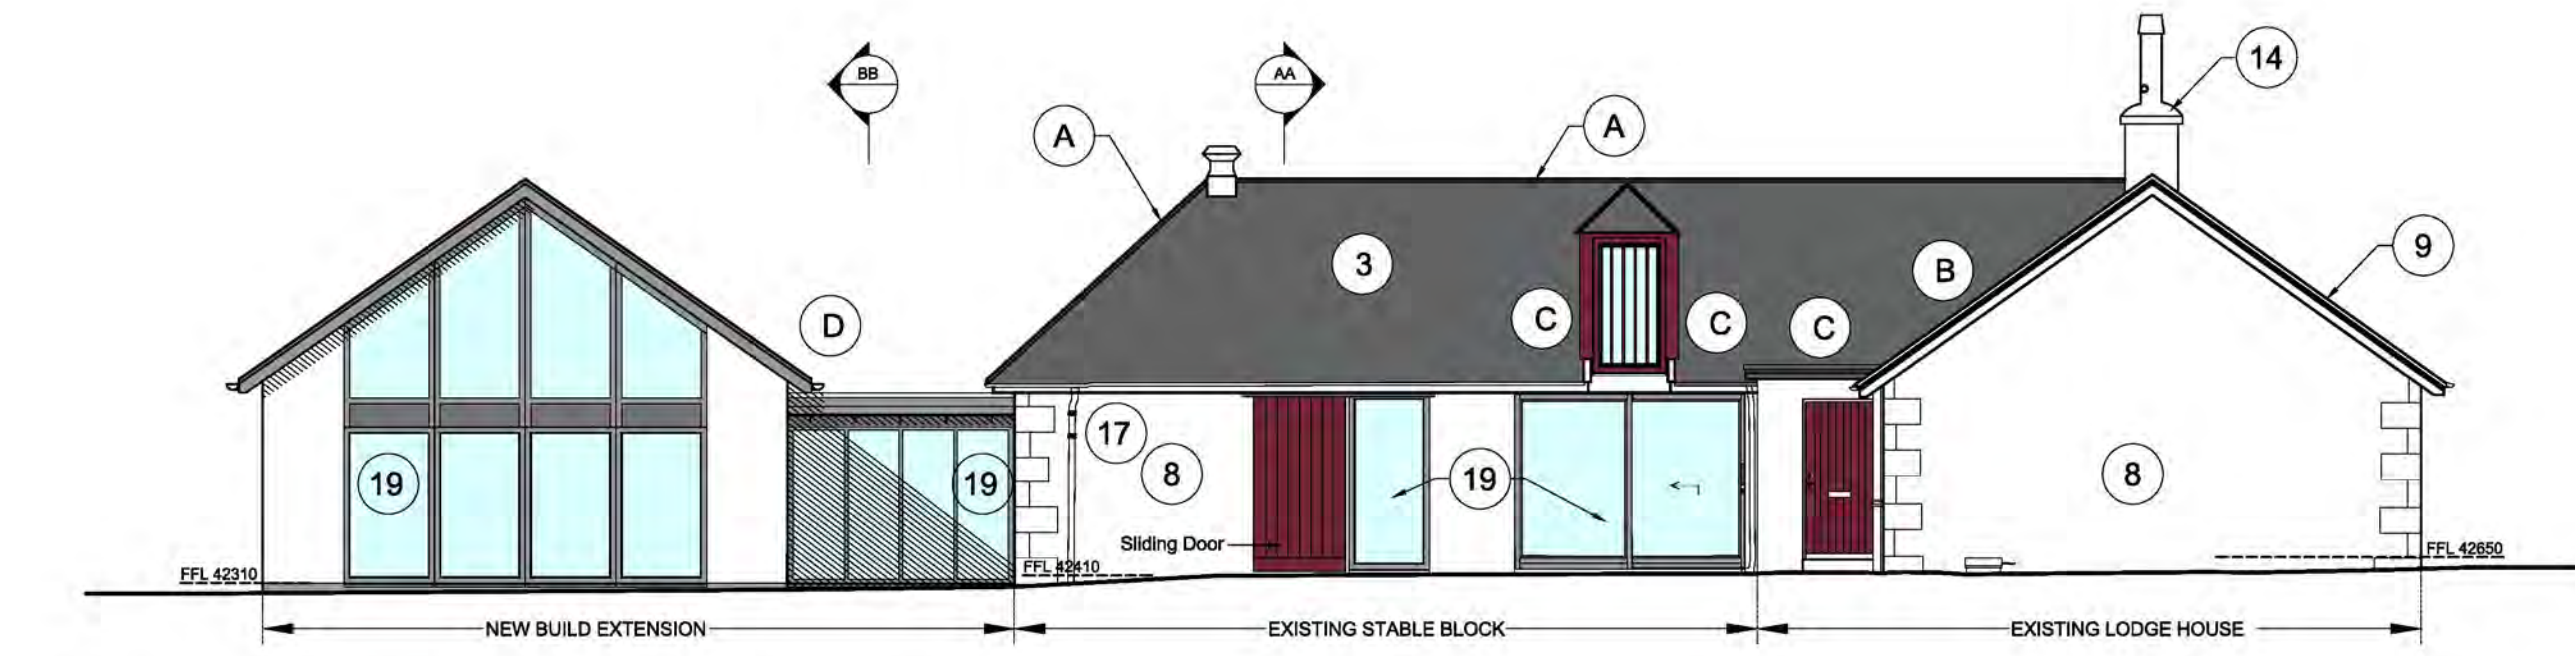 BB
AA
14
A
A
3
B
9
C
C
C
D
17
8
19
19
19
8
Sliding Door
FFL 42310
FFL 42410
FFL 42650
NEW BUILD EXTENSION
EXISTING STABLE BLOCK
EXISTING LODGE HOUSE